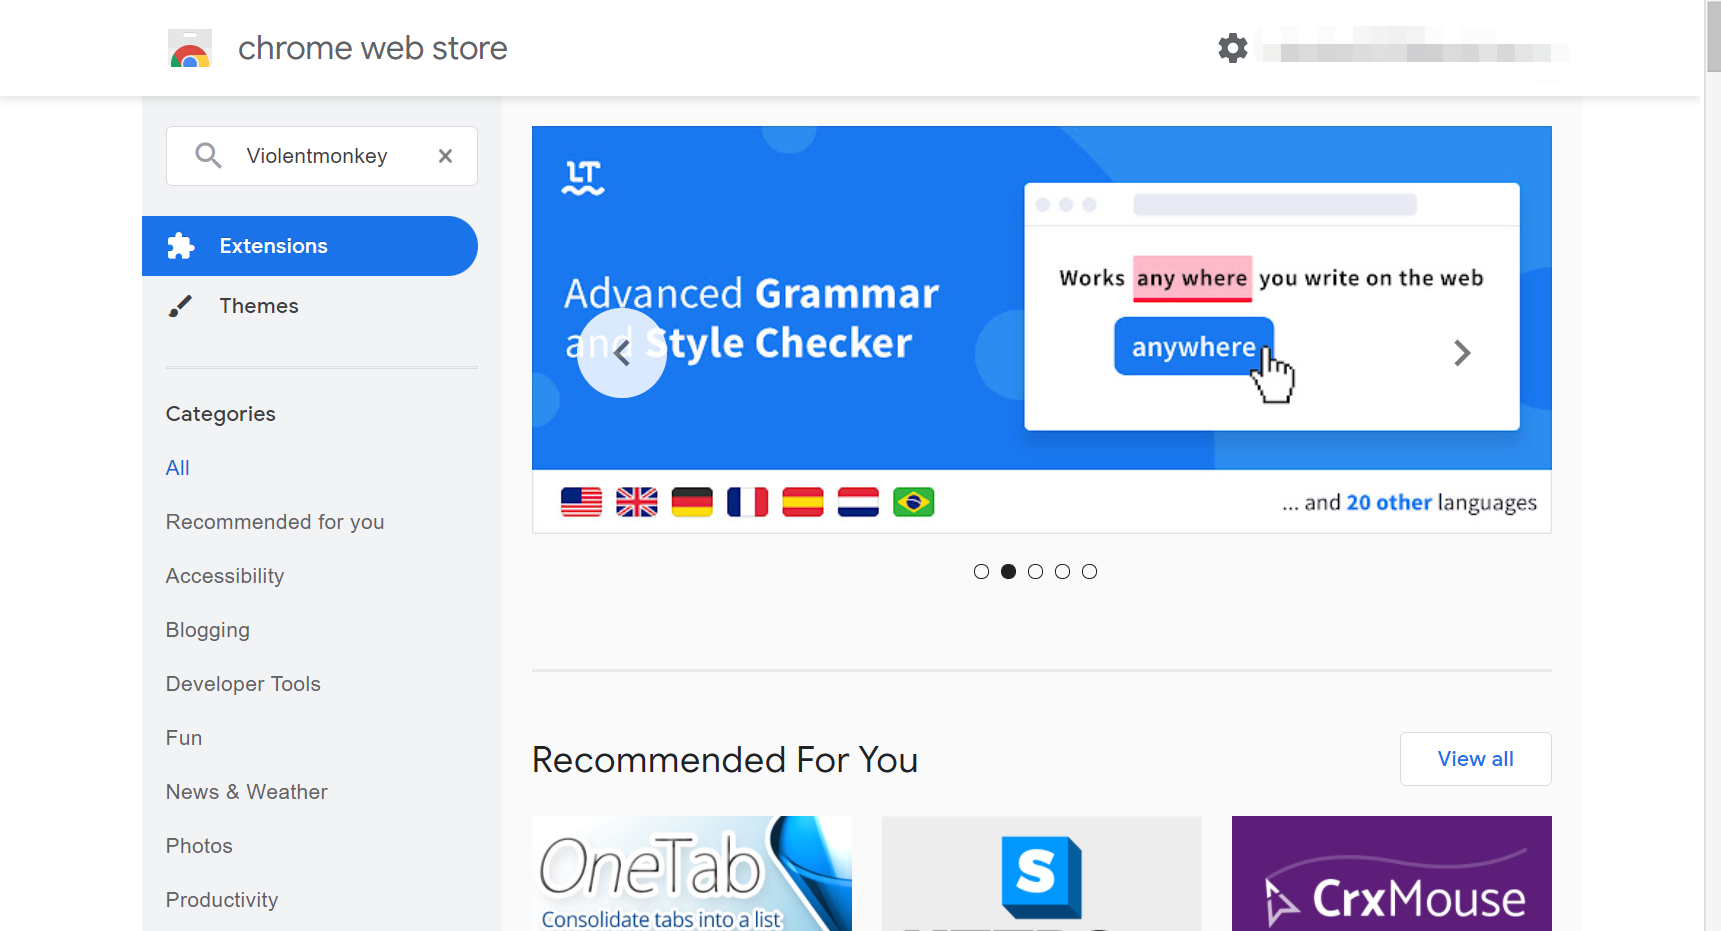 chrome web store
Violentmonkey
Extensions
Themes
Categories
All
Recommended for you
Accessibility
Blogging
Developer Tools
Fun
News & Weather
Photos
Productivity
LT
Advanced Grammar
and Style Checker
Works any where you write on the web
anywhere
... and 20 other languages
Recommended For You
View all
OneTab
Consolidate tabs into a list
S
CrxMouse